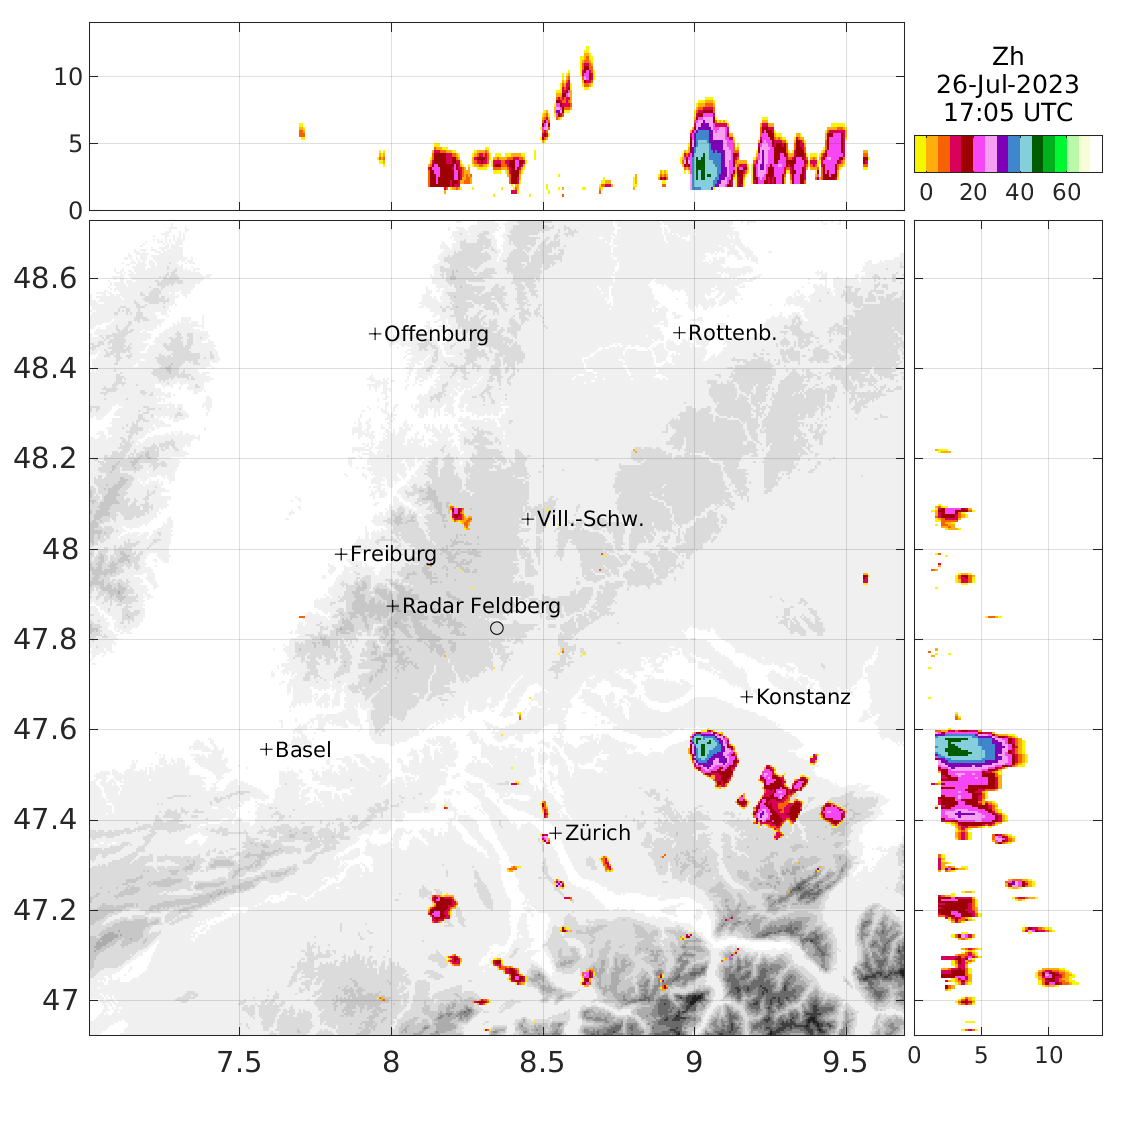 10
5
0
Zh
26-Jul-2023
17:05 UTC
0 20 40 60
48.6
48.4
48.2
48
47.8
47.6
47.4
47.2
47
+Offenburg
+Rottenb.
+Vill.-Schw.
+Freiburg
+Radar Feldberg
+Konstanz
+Basel
+Zürich
7.5 8 8.5 9 9.5
0 5 10